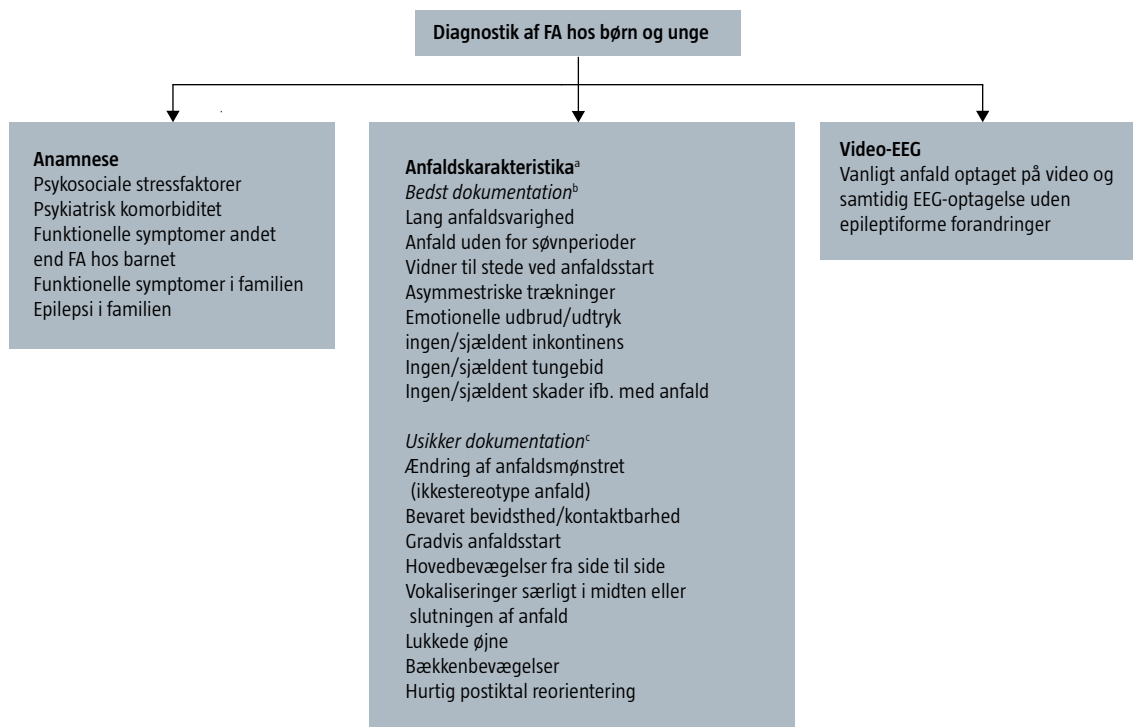 Diagnostik af FA hos børn og unge
Anamnese
Psykosociale stressfaktorer
Psykiatrisk komorbiditet
Funktionelle symptomer andet
end FA hos barnet
Funktionelle symptomer i familien
Epilepsi i familien
Anfaldskarakteristikaᵃ
Bedst dokumentationᵇ
Lang anfaldsvarighed
Anfald uden for søvnperioder
Vidner til stede ved anfaldsstart
Asymmestriske trækninger
Emotionelle udbrud/udtryk
ingen/sjældent inkontinens
Ingen/sjældent tungebid
Ingen/sjældent skader ifb. med anfald
Usikker dokumentationᶜ
Ændring af anfaldsmønstret
(ikkestereotype anfald)
Bevaret bevidsthed/kontaktbarhed
Gradvis anfaldsstart
Hovedbevægelser fra side til side
Vokaliseringer særligt i midten eller
slutningen af anfald
Lukkede øjne
Bækkenbevægelser
Hurtig postiktal reorientering
Video-EEG
Vanligt anfald optaget på video og
samtidig EEG-optagelse uden
epileptiforme forandringer